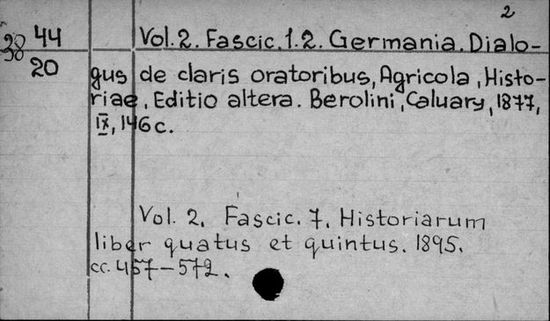 2
38 44 Vol. 2. Fascic. 1.2. Germania. Dialo-
20 gus de claris oratoribus, Agricola, Histo-
riae. Editio altera. Berolini, Caluary, 1877,
IX, 146 c.
Vol. 2. Fascic. 7. Historiarum
liber quatus et quintus. 1895.
cc. 457-572.